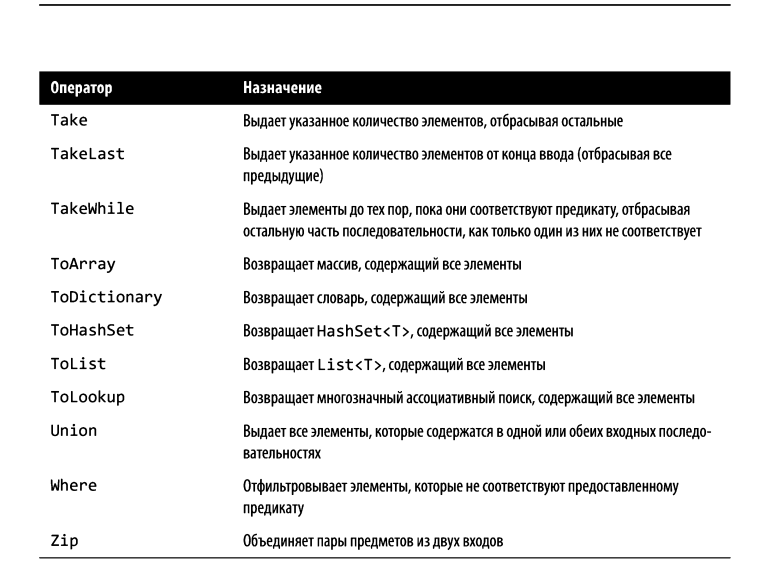 Оператор Назначение
Take Выдает указанное количество элементов, отбрасывая остальные
TakeLast Выдает указанное количество элементов от конца ввода (отбрасывая все
предыдущие)
TakeWhile Выдает элементы до тех пор, пока они соответствуют предикату, отбрасывая
остальную часть последовательности, как только один из них не соответствует
ToArray Возвращает массив, содержащий все элементы
ToDictionary Возвращает словарь, содержащий все элементы
ToHashSet Возвращает HashSet<T>, содержащий все элементы
ToList Возвращает List<T>, содержащий все элементы
ToLookup Возвращает многозначный ассоциативный поиск, содержащий все элементы
Union Выдает все элементы, которые содержатся в одной или обеих входных последо-
вательностях
Where Отфильтровывает элементы, которые не соответствуют предоставленному
предикату
Zip Объединяет пары предметов из двух входов